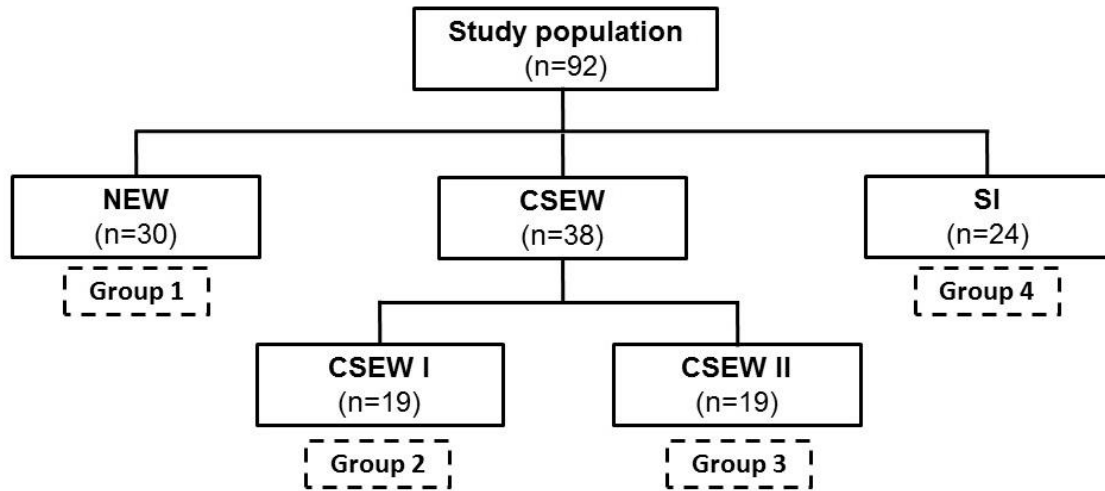 Study population
(n=92)
NEW
(n=30)
Group 1
CSEW
(n=38)
SI
(n=24)
Group 4
CSEW I
(n=19)
Group 2
CSEW II
(n=19)
Group 3